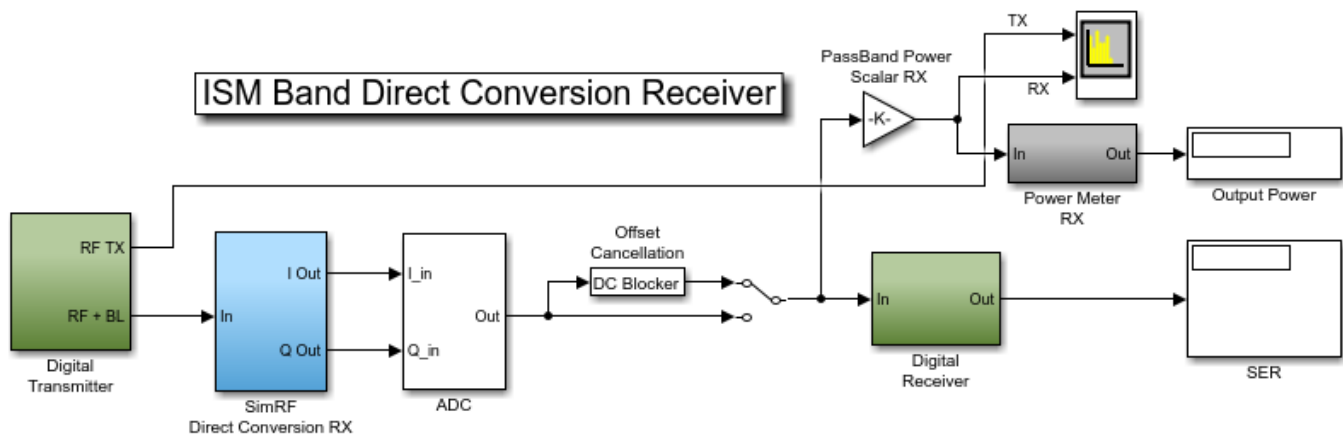 TX
PassBand Power
Scalar RX
ISM Band Direct Conversion Receiver
RX
-K-
In
Out
Power Meter
RX
Output Power
RF TX
RF + BL
Digital
Transmitter
In
I Out
Q Out
SimRF
Direct Conversion RX
I_in
Q_in
Out
ADC
Offset
Cancellation
DC Blocker
In
Out
Digital
Receiver
SER